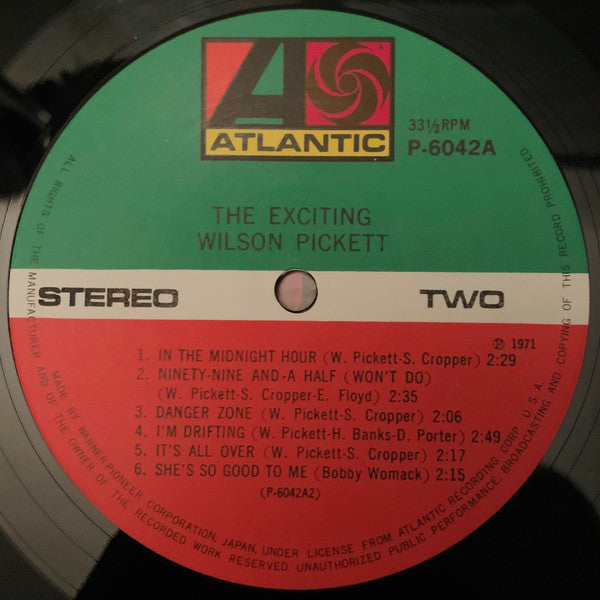 ATLANTIC
33⅓RPM
P-6042A
THE EXCITING
WILSON PICKETT
STEREO
TWO
℗ 1971
1. IN THE MIDNIGHT HOUR (W. Pickett-S. Cropper) 2:29
2. NINETY-NINE AND-A HALF (WON'T DO)
(W. Pickett-S. Cropper-E. Floyd) 2:35
3. DANGER ZONE (W. Pickett-S. Cropper) 2:06
4. I'M DRIFTING (W. Pickett-H. Banks-D. Porter) 2:49
5. IT'S ALL OVER (W. Pickett-S. Cropper) 2:17
6. SHE'S SO GOOD TO ME (Bobby Womack) 2:15
(P-6042A2)
MADE BY WARNER-PIONEER CORPORATION, JAPAN, UNDER LICENSE FROM ATLANTIC RECORDING CORP. U.S.A.
ALL RIGHTS OF THE MANUFACTURER AND OF THE OWNER OF THE RECORDED WORK RESERVED. UNAUTHORIZED PUBLIC PERFORMANCE, BROADCASTING AND COPYING OF THIS RECORD PROHIBITED.